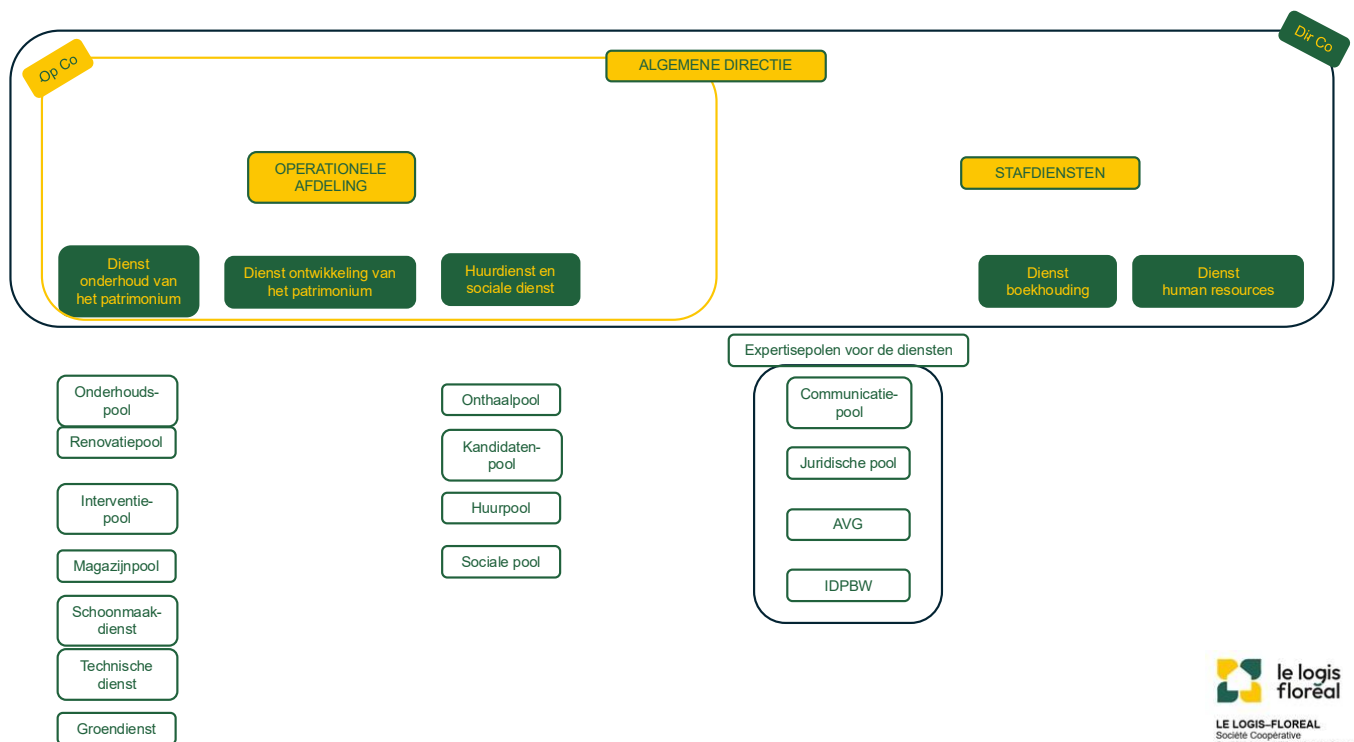 Op Co
Dir Co
ALGEMENE DIRECTIE
OPERATIONELE
AFDELING
STAFDIENSTEN
Dienst
onderhoud van
het patrimonium
Dienst ontwikkeling van
het patrimonium
Huurdienst en
sociale dienst
Dienst
boekhouding
Dienst
human resources
Expertisepolen voor de diensten
Onderhouds-
pool
Renovatiepool
Interventie-
pool
Magazijnpool
Schoonmaak-
dienst
Technische
dienst
Groendienst
Onthaalpool
Kandidaten-
pool
Huurpool
Sociale pool
Communicatie-
pool
Juridische pool
AVG
IDPBW
le logis
floréal
LE LOGIS–FLOREAL
Société Coopérative